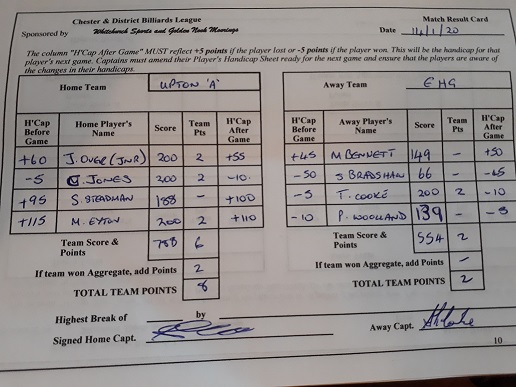 Chester & District Billiards League Match Result Card
Sponsored by Whitchurch Sports and Golden Nook Moorings Date 14/1/20
The column "H'Cap After Game" MUST reflect +5 points if the player lost or -5 points if the player won. This will be the handicap for that
player's next game. Captains must amend their Player's Handicap Sheet ready for the next game and ensure that the players are aware of
the changes in their handicaps.
Home Team UPTON 'A' Away Team EHG
H'Cap Before Game Home Player's Name Score Team Pts H'Cap After Game H'Cap Before Game Away Player's Name Score Team Pts H'Cap After Game
+60 J. OVER (JNR) 200 2 +55 +45 M BENNETT 149 - +50
-5 C. JONES 200 2 -10 -50 S BRADSHAW 66 - -45
+95 S. STEADMAN 188 - +100 -5 T. COOKE 200 2 -10
+115 M. EYTON 200 2 +110 -10 P. WOOLLAND 139 - -5
Team Score & Points 788 6 Team Score & Points 554 2
If team won Aggregate, add Points 2 If team won Aggregate, add Points -
TOTAL TEAM POINTS 8 TOTAL TEAM POINTS 2
Highest Break of by
Signed Home Capt. Away Capt.
10